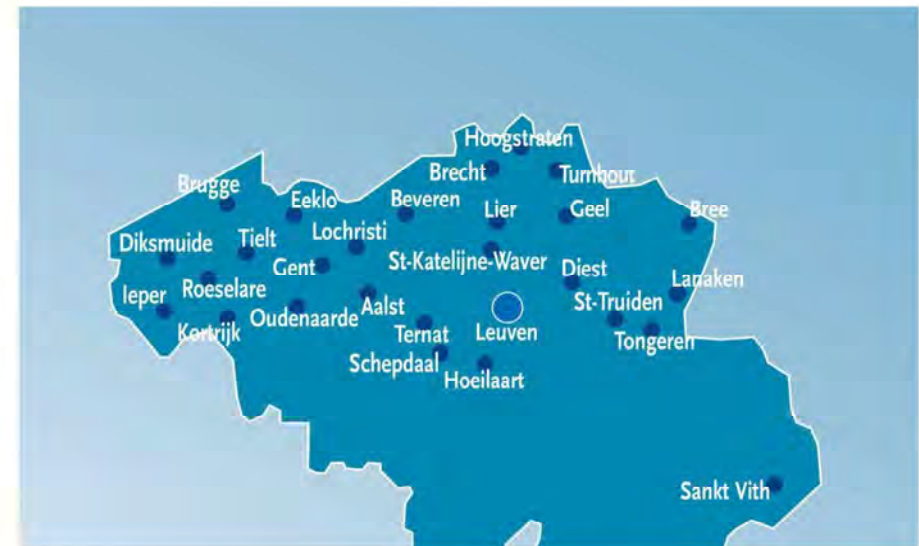 Hoogstraten
Brecht
Turnhout
Brugge
Eeklo
Beveren
Lier
Geel
Bree
Diksmuide
Tielt
Lochristi
Gent
St-Katelijne-Waver
Diest
Lanaken
Ieper
Roeselare
Aalst
St-Truiden
Oudenaarde
Kortrijk
Ternat
Leuven
Tongeren
Schepdaal
Hoeilaart
Sankt Vith